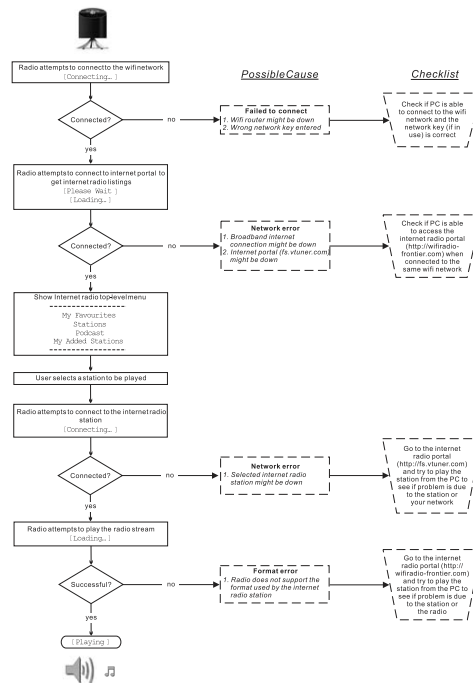 PossibleCause
Checklist
Radio attempts to connect to the wifi network
[Connecting… ]
Connected?
no
Failed to connect
1. Wifi router might be down
2. Wrong network key entered
Check if PC is able
to connect to the wifi
network and the
network key (if in
use) is correct
yes
Radio attempts to connect to internet portal to
get internet radio listings
[Please Wait ]
[Loading… ]
Connected?
no
Network error
1. Broadband internet
connection might be down
2. Internet portal (fs.vtuner.com)
might be down
Check if PC is able
to access the
internet radio portal
(http://wifiradio-
frontier.com) when
connected to the
same wifi network
yes
Show Internet radio top-level menu
--------------------
My Favourites
Stations
Podcast
My Added Stations
--------------------
User selects a station to be played
Radio attempts to connect to the internet radio
station
[Connecting… ]
Connected?
no
Network error
1. Selected internet radio
station might be down
Go to the internet
radio portal
(http://fs.vtuner.com)
and try to play the
station from the PC to
see if problem is due
to the station or
your network
yes
Radio attempts to play the radio stream
[Loading… ]
Successful?
no
Format error
1. Radio does not support the
format used by the internet
radio station
Go to the internet
radio portal (http://
wifiradio-frontier.com)
and try to play the
station from the PC to
see if problem is due
to the station or
the radio
yes
[Playing ]